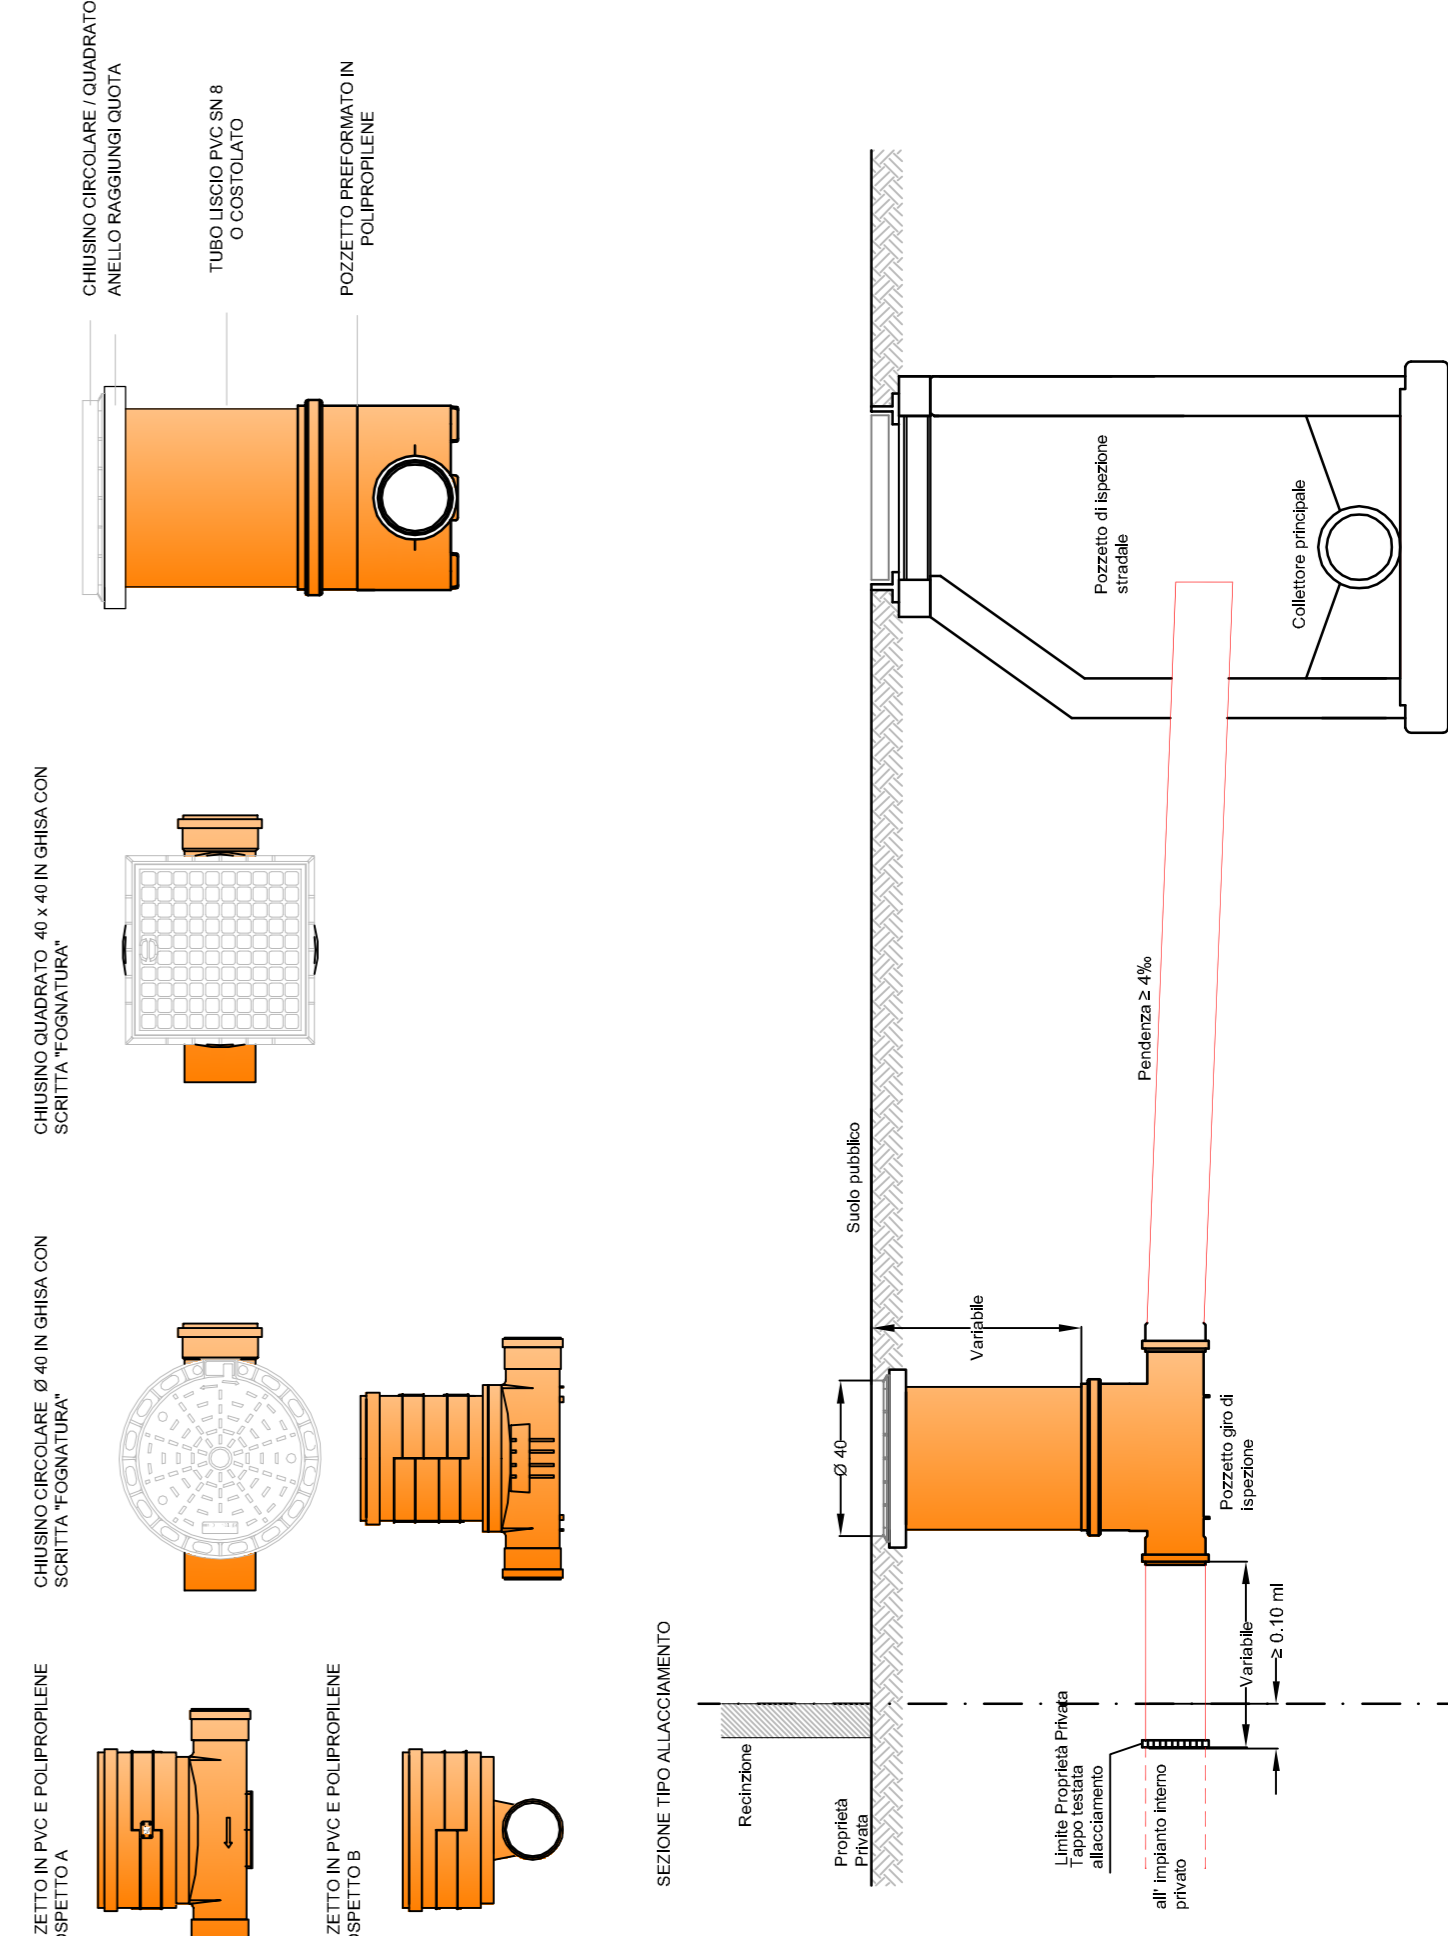 ZETTO IN PVC E POLIPROPILENE
OSPETTO A
CHIUSINO CIRCOLARE Ø 40 IN GHISA CON
SCRITTA "FOGNATURA"
CHIUSINO QUADRATO 40 x 40 IN GHISA CON
SCRITTA "FOGNATURA"
CHIUSINO CIRCOLARE / QUADRATO
ANELLO RAGGIUNGI QUOTA
TUBO LISCIO PVC SN 8
O COSTOLATO
POZZETTO PREFORMATO IN
POLIPROPILENE
ZETTO IN PVC E POLIPROPILENE
OSPETTO B
SEZIONE TIPO ALLACCIAMENTO
Recinzione
Proprietà
Privata
Ø 40
Suolo pubblico
Variabile
Limite Proprietà Privata
Tappo testata
allacciamento
all' impianto interno
privato
Variabile
≥ 0.10 ml
Pozzetto giro di
ispezione
Pendenza ≥ 4‰
Pozzetto di ispezione
stradale
Collettore principale